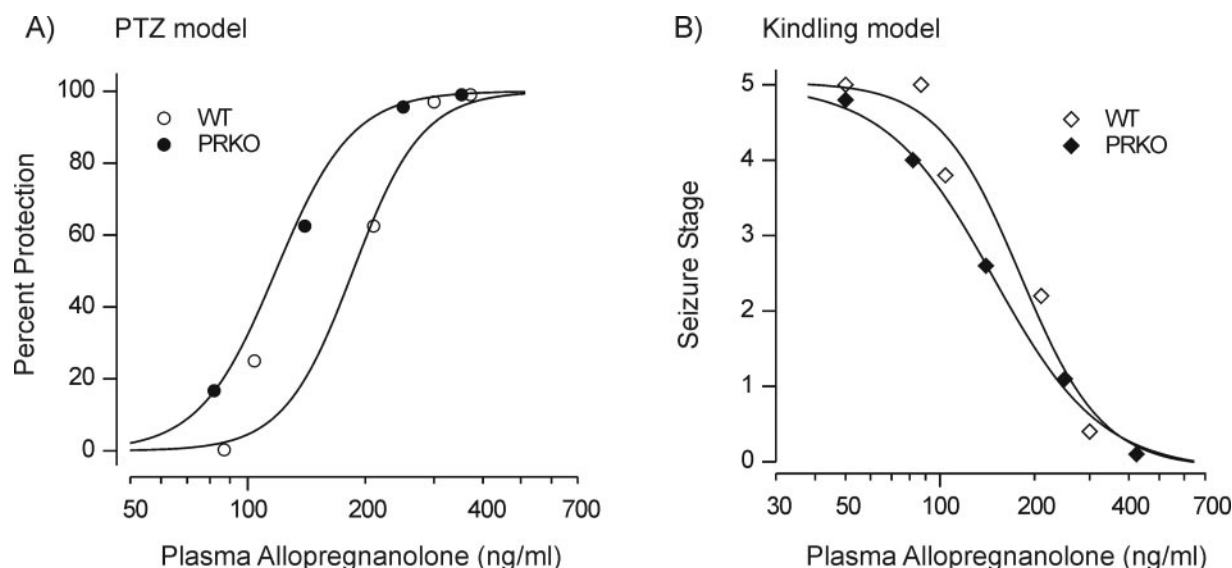 A) PTZ model
WT
PRKO
Percent Protection
100
80
60
40
20
0
50 100 200 400 700
Plasma Allopregnanolone (ng/ml)
B) Kindling model
WT
PRKO
Seizure Stage
5
4
3
2
1
0
30 50 100 200 400 700
Plasma Allopregnanolone (ng/ml)